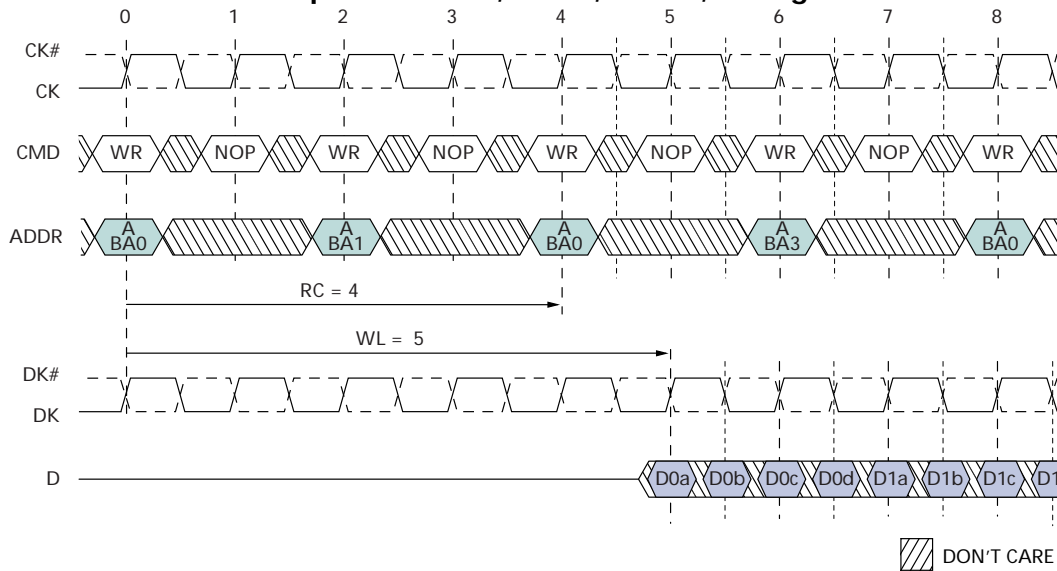 0 1 2 3 4 5 6 7 8
CK#
CK
CMD WR NOP WR NOP WR NOP WR NOP WR
ADDR A BA0 A BA1 A BA0 A BA3 A BA0
RC = 4
WL = 5
DK#
DK
D D0a D0b D0c D0d D1a D1b D1c D1
DON'T CARE